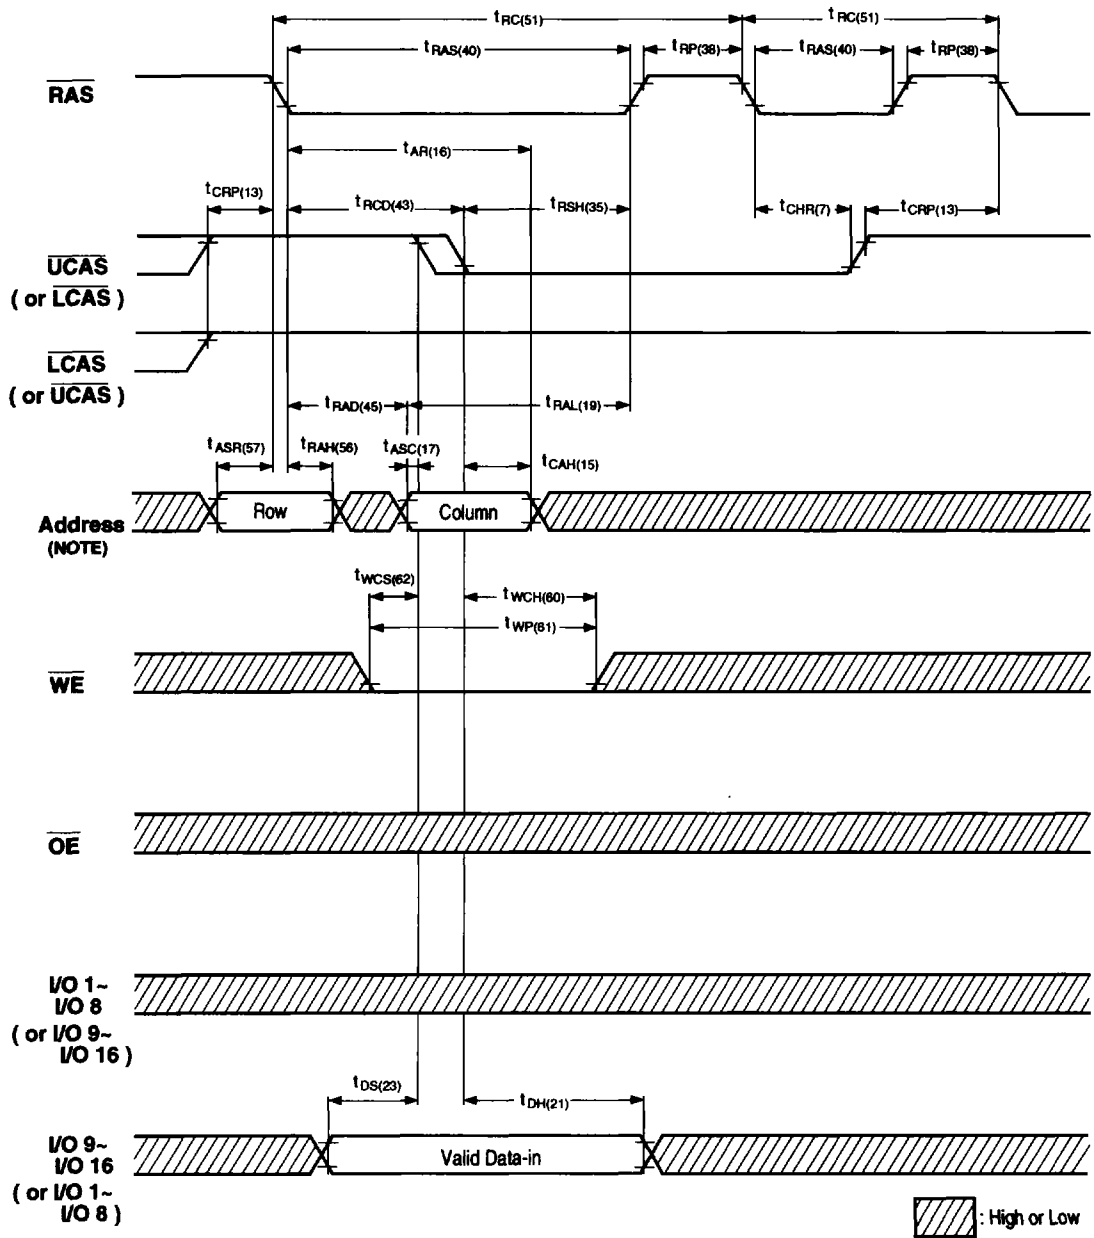 tRC(51) tRC(51)
tRAS(40) tRP(38) tRAS(40) tRP(38)
RAS
tAR(16)
tCRP(13) tRCD(43) tRSH(35) tCHR(7) tCRP(13)
UCAS
( or LCAS )
LCAS
( or UCAS )
tRAD(45) tRAL(19)
tASR(57) tRAH(56) tASC(17) tCAH(15)
Address
(NOTE)
Row Column
tWCS(62) tWCH(60)
tWP(61)
WE
OE
I/O 1~
I/O 8
( or I/O 9~
I/O 16 )
tDS(23) tDH(21)
I/O 9~
I/O 16
( or I/O 1~
I/O 8 )
Valid Data-in
: High or Low